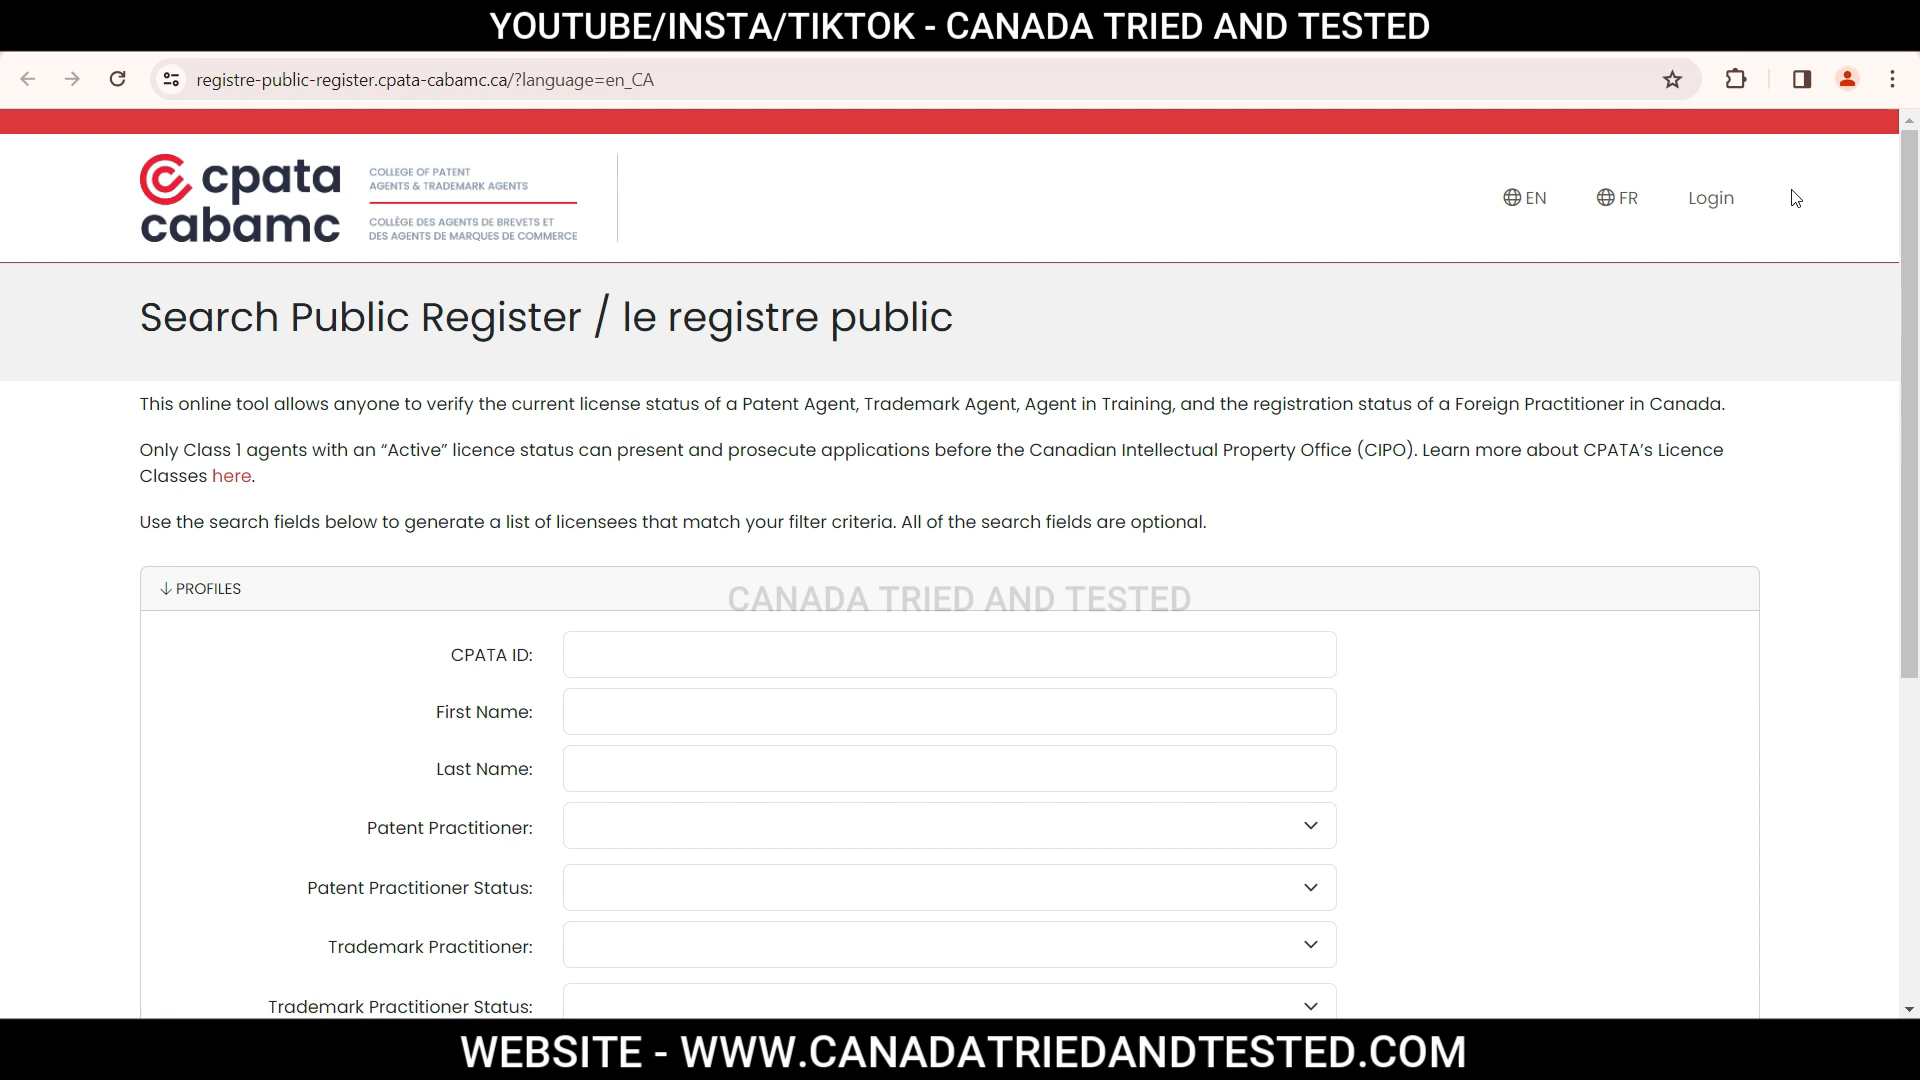 YOUTUBE/INSTA/TIKTOK - CANADA TRIED AND TESTED
registre-public-register.cpata-cabamc.ca/?language=en_CA
cpata
cabamc
COLLEGE OF PATENT
AGENTS & TRADEMARK AGENTS
COLLÈGE DES AGENTS DE BREVETS ET
DES AGENTS DE MARQUES DE COMMERCE
EN
FR
Login
Search Public Register / le registre public
This online tool allows anyone to verify the current license status of a Patent Agent, Trademark Agent, Agent in Training, and the registration status of a Foreign Practitioner in Canada.
Only Class 1 agents with an “Active” licence status can present and prosecute applications before the Canadian Intellectual Property Office (CIPO). Learn more about CPATA’s Licence
Classes here.
Use the search fields below to generate a list of licensees that match your filter criteria. All of the search fields are optional.
PROFILES
CANADA TRIED AND TESTED
CPATA ID:
First Name:
Last Name:
Patent Practitioner:
Patent Practitioner Status:
Trademark Practitioner:
Trademark Practitioner Status:
WEBSITE - WWW.CANADATRIEDANDTESTED.COM